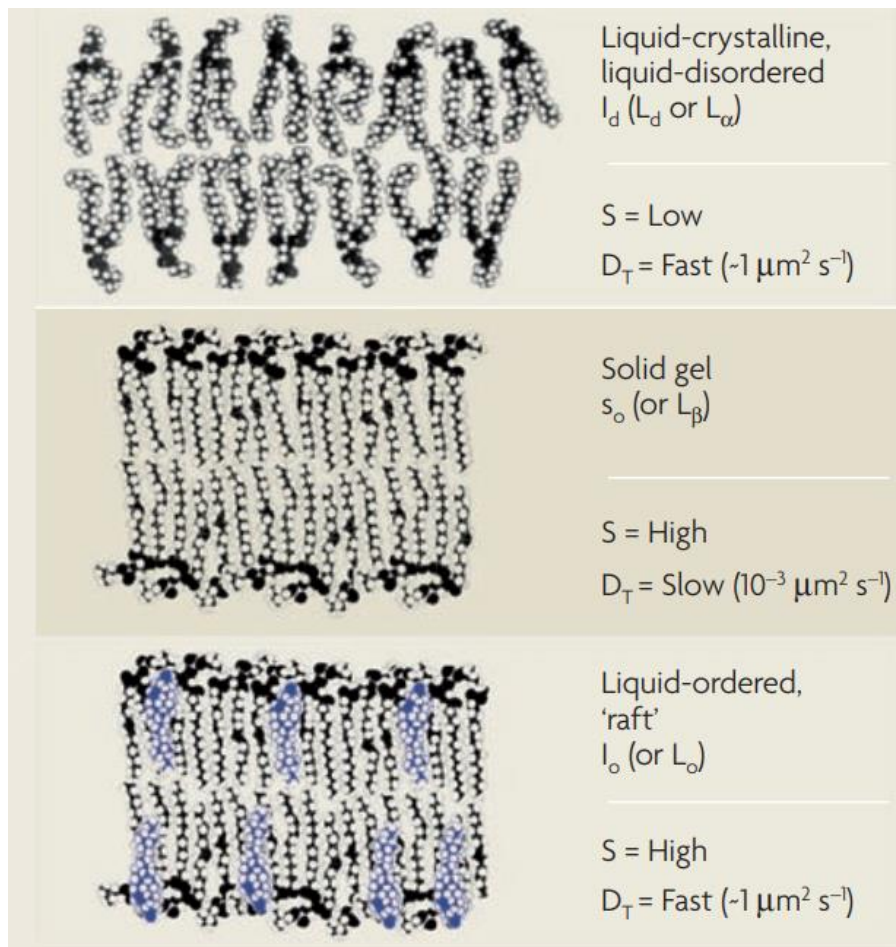 Liquid-crystalline,
liquid-disordered
l_d (L_d or L_α)
S = Low
D_T = Fast (~1 μm² s⁻¹)
Solid gel
s_o (or L_β)
S = High
D_T = Slow (10⁻³ μm² s⁻¹)
Liquid-ordered,
‘raft’
l_o (or L_o)
S = High
D_T = Fast (~1 μm² s⁻¹)